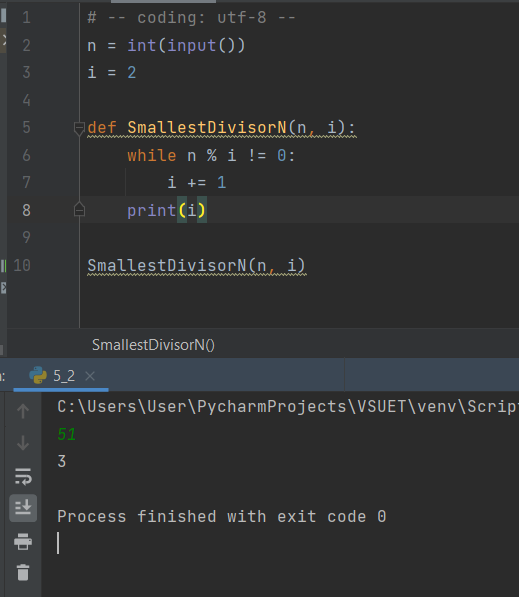 1 # -- coding: utf-8 --
2 n = int(input())
3 i = 2
4
5 def SmallestDivisorN(n, i):
6 while n % i != 0:
7 i += 1
8 print(i)
9
10 SmallestDivisorN(n, i)
SmallestDivisorN()
5_2
C:\Users\User\PycharmProjects\VSUET\venv\Script
51
3
Process finished with exit code 0